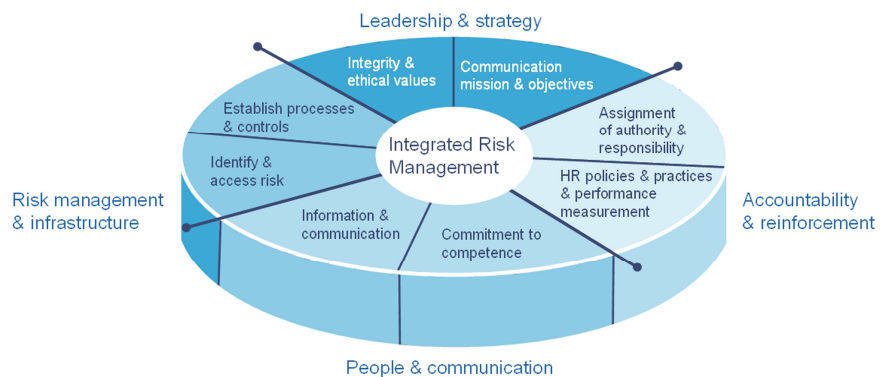 Leadership & strategy
Integrity &
ethical values
Communication
mission & objectives
Establish processes
& controls
Assignment
of authority &
responsibility
Integrated Risk
Management
Identify &
access risk
HR policies & practices
& performance
measurement
Risk management
& infrastructure
Accountability
& reinforcement
Information &
communication
Commitment to
competence
People & communication